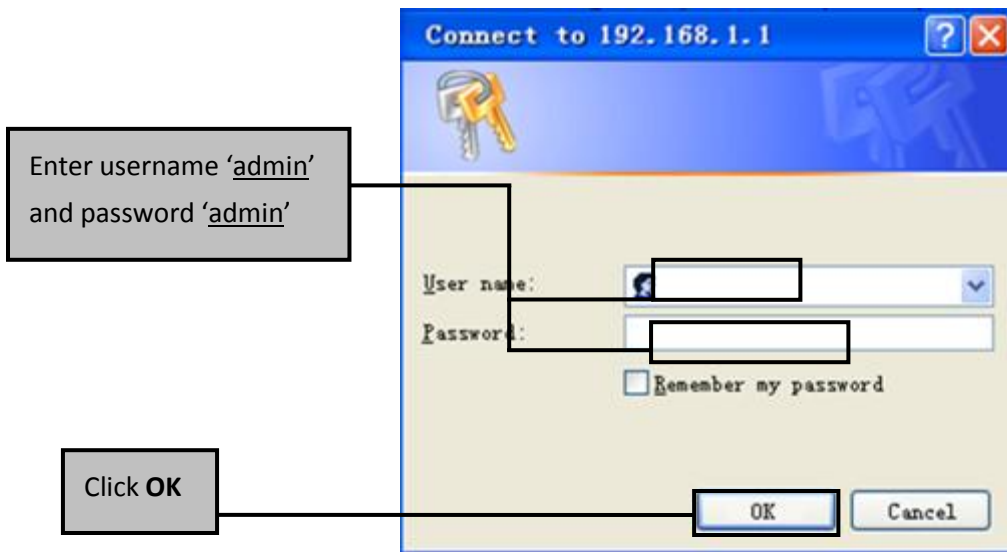 Connect to 192.168.1.1
?
Enter username ‘admin’
and password ‘admin’
User name:
Password:
Remember my password
Click OK
OK
Cancel